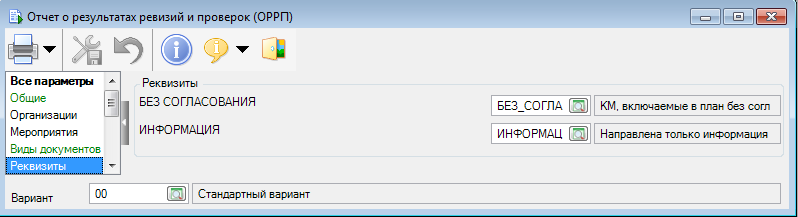 Отчет о результатах ревизий и проверок (ОРРП)
Все параметры
Общие
Организации
Мероприятия
Виды документов
Реквизиты
Реквизиты
БЕЗ СОГЛАСОВАНИЯ БЕЗ_СОГЛА КМ, включаемые в план без согл
ИНФОРМАЦИЯ ИНФОРМАЦ Направлена только информация
Вариант 00 Стандартный вариант